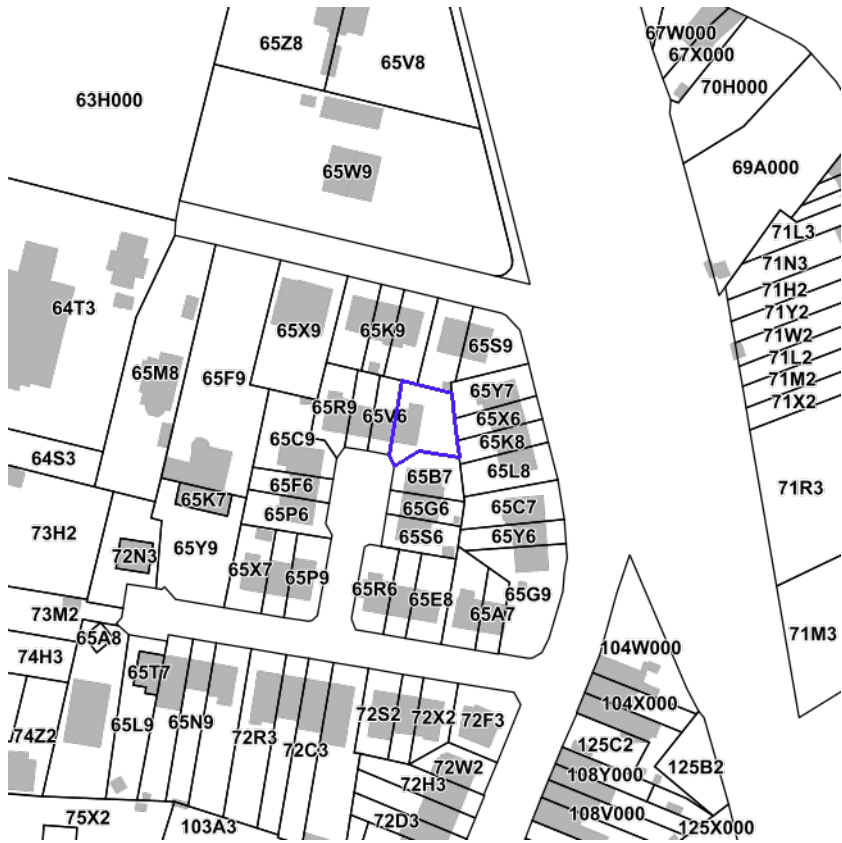 67W000
65Z8
67X000
65V8
70H000
63H000
69A000
65W9
71L3
71N3
71H2
64T3
71Y2
65X9
65K9
71W2
65S9
71L2
65M8
65F9
71M2
65Y7
71X2
65R9
65V6
65X6
65C9
65K8
64S3
65L8
65B7
65F6
71R3
65K7
65G6
65C7
65P6
73H2
65S6
65Y6
65Y9
72N3
65X7
65P9
65R6
65G9
65E8
73M2
65A7
71M3
65A8
104W000
74H3
65T7
104X000
65L9
65N9
72S2
72X2
72F3
74Z2
72R3
125C2
72C3
72W2
125B2
108Y000
72H3
75X2
108V000
72D3
103A3
125X000